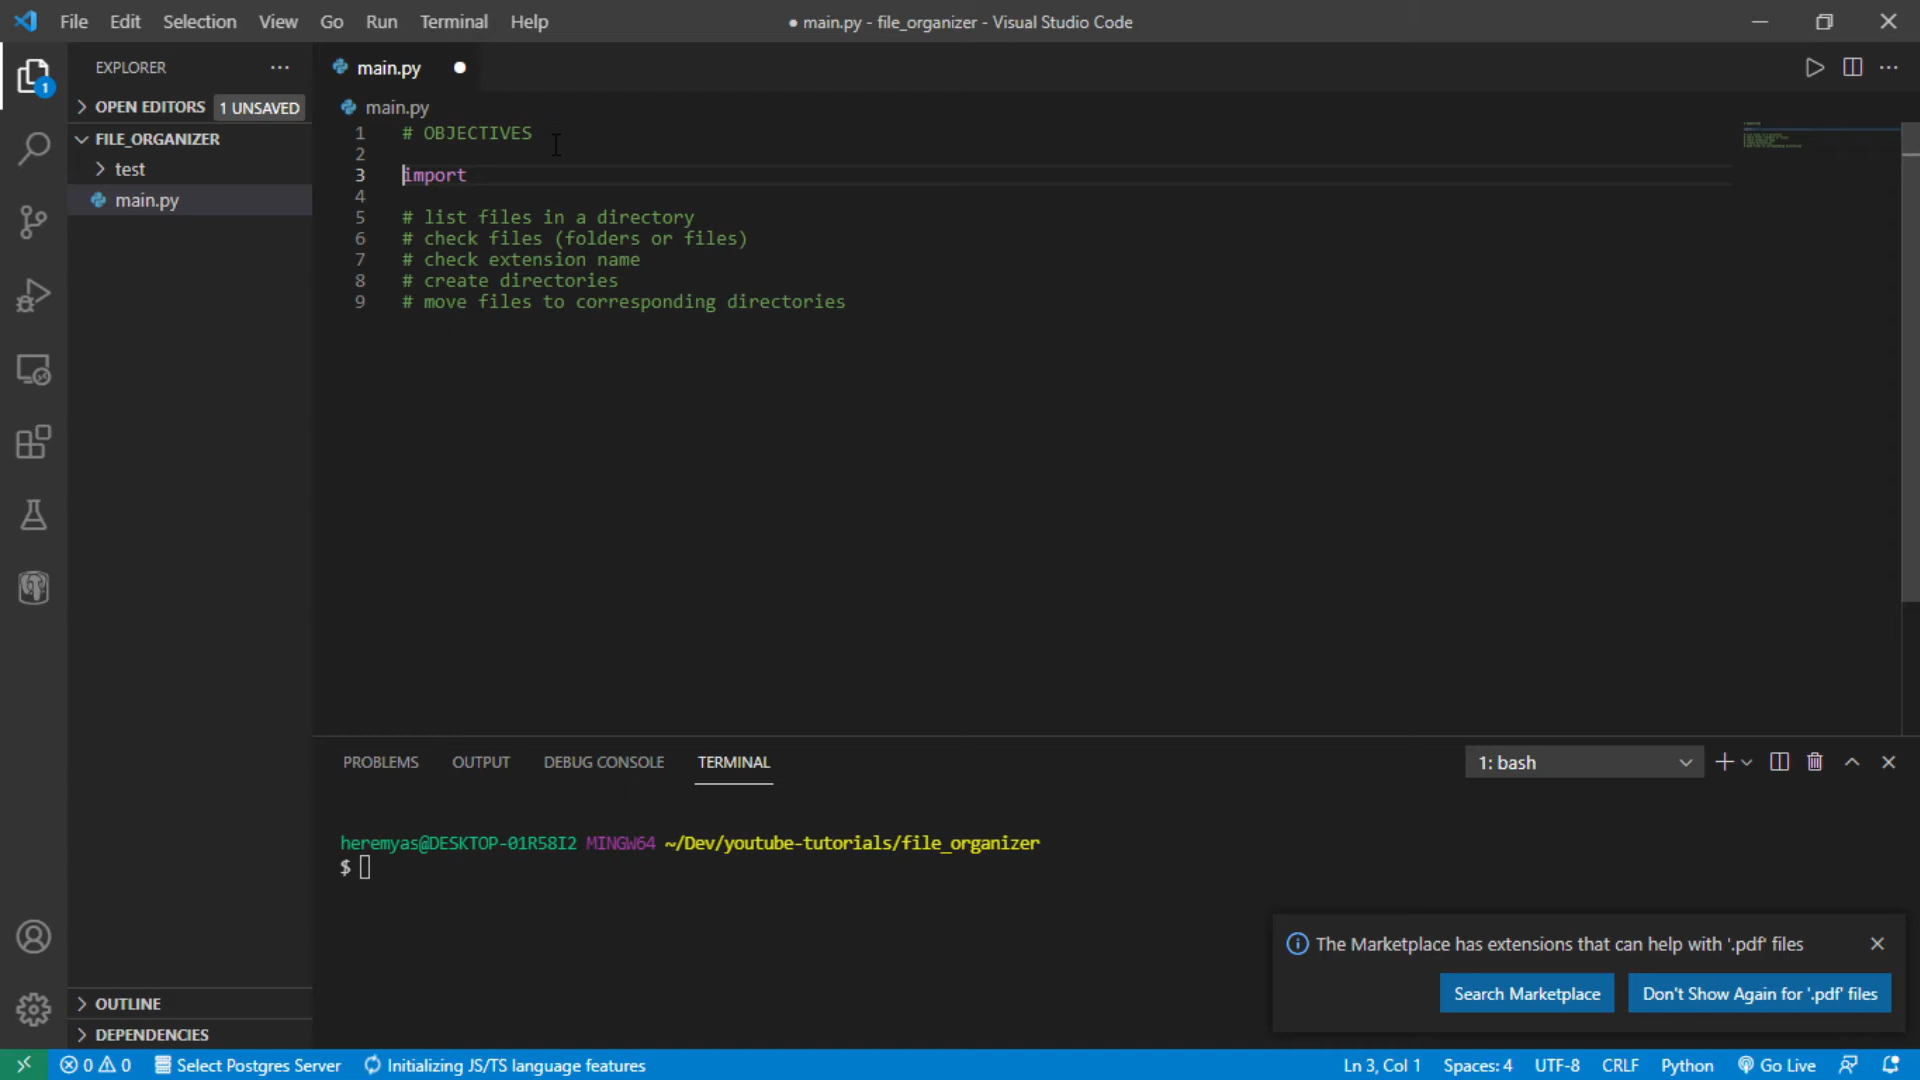 File Edit Selection View Go Run Terminal Help
● main.py - file_organizer - Visual Studio Code
EXPLORER ···
1
OPEN EDITORS 1 UNSAVED
FILE_ORGANIZER
test
main.py
OUTLINE
DEPENDENCIES
main.py
main.py
1 # OBJECTIVES
2
3 import
4
5 # list files in a directory
6 # check files (folders or files)
7 # check extension name
8 # create directories
9 # move files to corresponding directories
PROBLEMS OUTPUT DEBUG CONSOLE TERMINAL
1: bash
heremyas@DESKTOP-01R58I2 MINGW64 ~/Dev/youtube-tutorials/file_organizer
$
The Marketplace has extensions that can help with '.pdf' files
Search Marketplace Don't Show Again for '.pdf' files
0 0 Select Postgres Server Initializing JS/TS language features
Ln 3, Col 1 Spaces: 4 UTF-8 CRLF Python Go Live